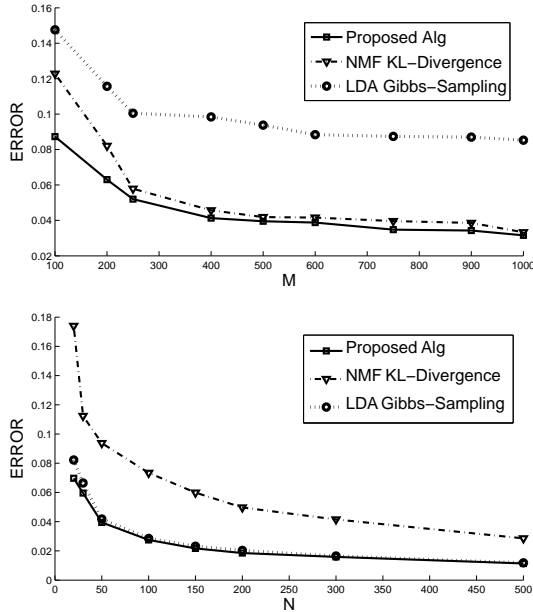 0.16
0.14
0.12
0.1
0.08
0.06
0.04
0.02
ERROR
Proposed Alg
NMF KL-Divergence
LDA Gibbs-Sampling
100 200 300 400 500 600 700 800 900 1000
M
0.18
0.16
0.14
0.12
0.1
0.08
0.06
0.04
0.02
0
ERROR
Proposed Alg
NMF KL-Divergence
LDA Gibbs-Sampling
0 50 100 150 200 250 300 350 400 450 500
N